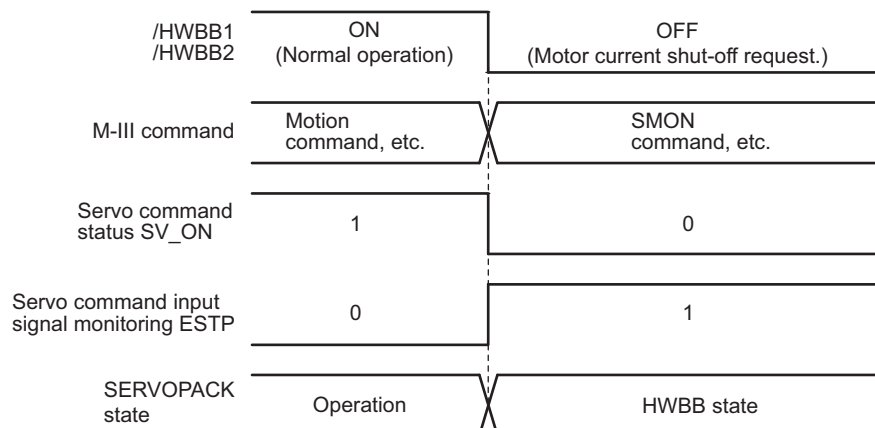 /HWBB1
/HWBB2
ON
(Normal operation)
OFF
(Motor current shut-off request.)
M-III command
Motion
command, etc.
SMON
command, etc.
Servo command
status SV_ON
1
0
Servo command input
signal monitoring ESTP
0
1
SERVOPACK
state
Operation
HWBB state